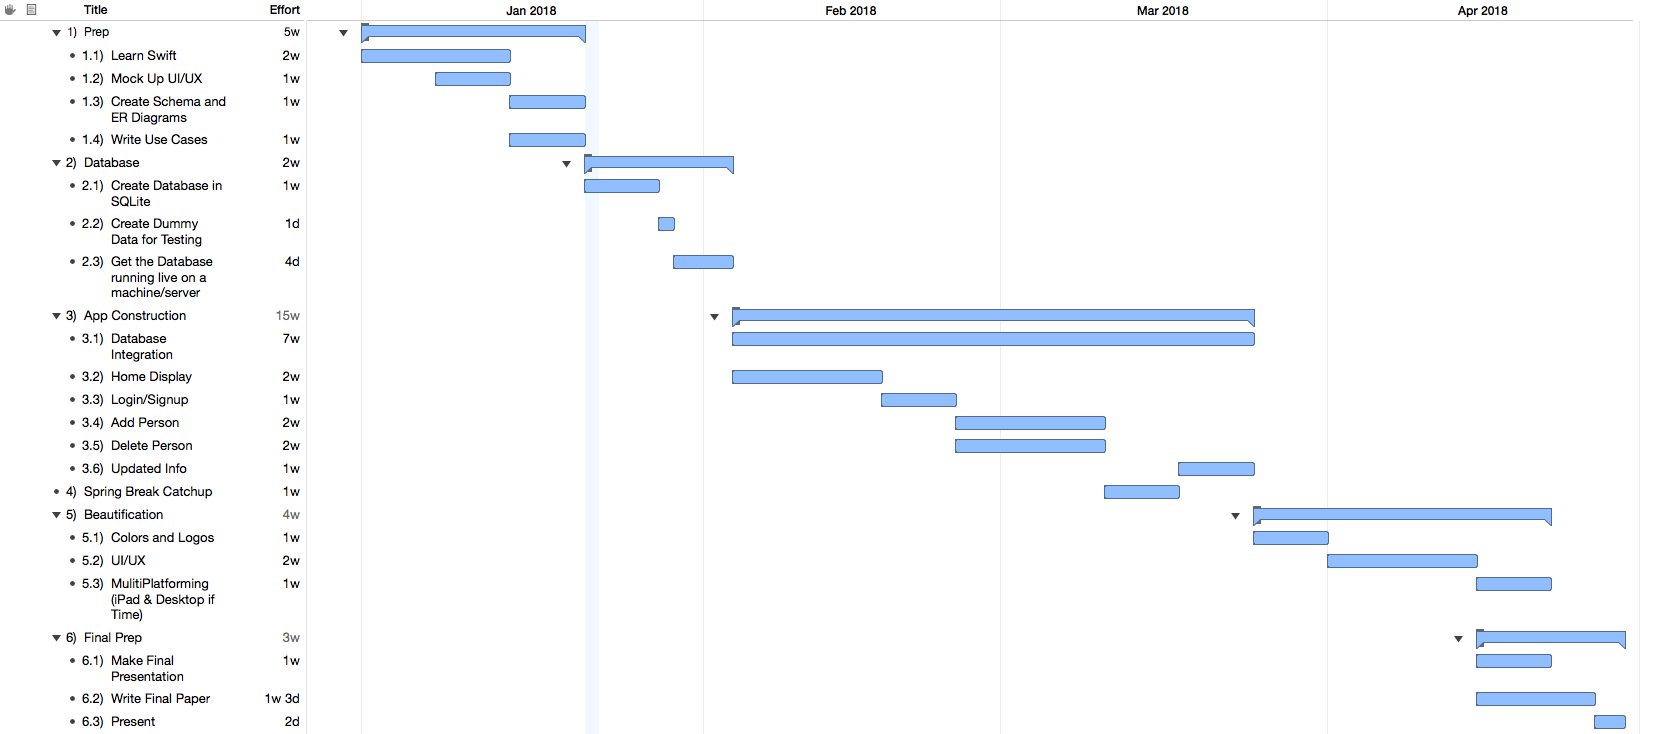 Title Effort Jan 2018 Feb 2018 Mar 2018 Apr 2018
1) Prep 5w
1.1) Learn Swift 2w
1.2) Mock Up UI/UX 1w
1.3) Create Schema and 1w
ER Diagrams
1.4) Write Use Cases 1w
2) Database 2w
2.1) Create Database in 1w
SQLite
2.2) Create Dummy 1d
Data for Testing
2.3) Get the Database 4d
running live on a
machine/server
3) App Construction 15w
3.1) Database 7w
Integration
3.2) Home Display 2w
3.3) Login/Signup 1w
3.4) Add Person 2w
3.5) Delete Person 2w
3.6) Updated Info 1w
4) Spring Break Catchup 1w
5) Beautification 4w
5.1) Colors and Logos 1w
5.2) UI/UX 2w
5.3) MulitiPlatforming 1w
(iPad & Desktop if
Time)
6) Final Prep 3w
6.1) Make Final 1w
Presentation
6.2) Write Final Paper 1w 3d
6.3) Present 2d